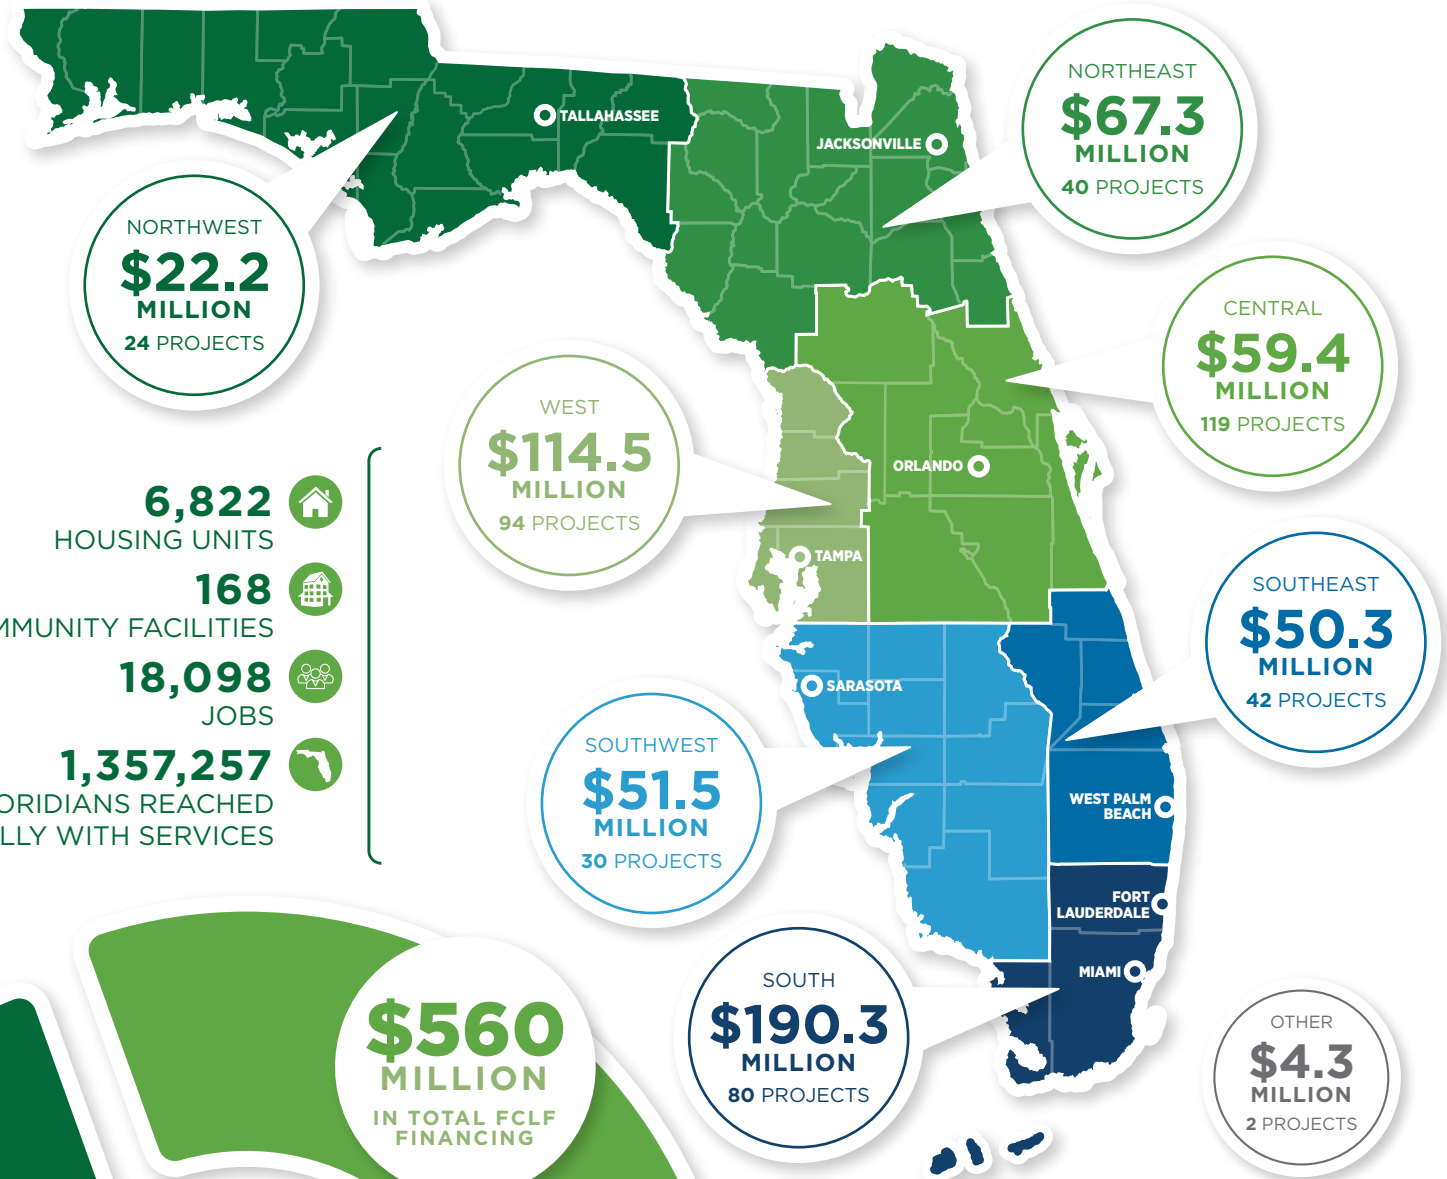 TALLAHASSEE
JACKSONVILLE
NORTHEAST
$67.3
MILLION
40 PROJECTS
NORTHWEST
$22.2
MILLION
24 PROJECTS
CENTRAL
$59.4
MILLION
119 PROJECTS
WEST
$114.5
MILLION
94 PROJECTS
ORLANDO
TAMPA
6,822
HOUSING UNITS
168
FACILITIES
18,098
JOBS
1,357,257
REACHED
WITH SERVICES
SOUTHEAST
$50.3
MILLION
42 PROJECTS
SARASOTA
SOUTHWEST
$51.5
MILLION
30 PROJECTS
WEST PALM
BEACH
FORT
LAUDERDALE
MIAMI
SOUTH
$190.3
MILLION
80 PROJECTS
OTHER
$4.3
MILLION
2 PROJECTS
$560
MILLION
IN TOTAL FCLF
FINANCING